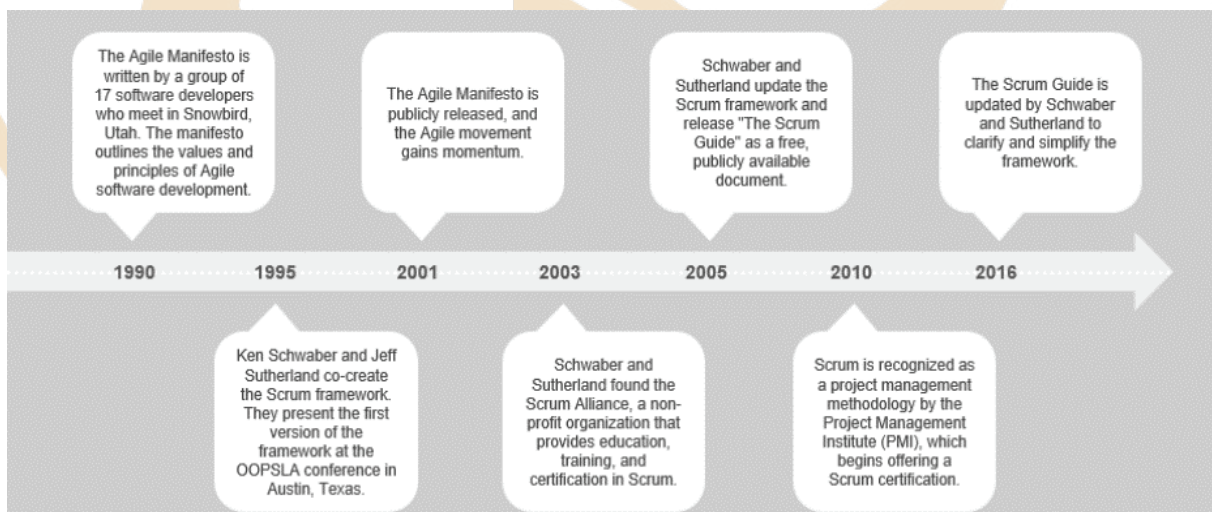 The Agile Manifesto is
written by a group of
17 software developers
who meet in Snowbird,
Utah. The manifesto
outlines the values and
principles of Agile
software development.
The Agile Manifesto is
publicly released, and
the Agile movement
gains momentum.
Schwaber and
Sutherland update the
Scrum framework and
release "The Scrum
Guide" as a free,
publicly available
document.
The Scrum Guide is
updated by Schwaber
and Sutherland to
clarify and simplify the
framework.
1990 1995 2001 2003 2005 2010 2016
Ken Schwaber and Jeff
Sutherland co-create
the Scrum framework.
They present the first
version of the
framework at the
OOPSLA conference in
Austin, Texas.
Schwaber and
Sutherland found the
Scrum Alliance, a non-
profit organization that
provides education,
training, and
certification in Scrum.
Scrum is recognized as
a project management
methodology by the
Project Management
Institute (PMI), which
begins offering a
Scrum certification.